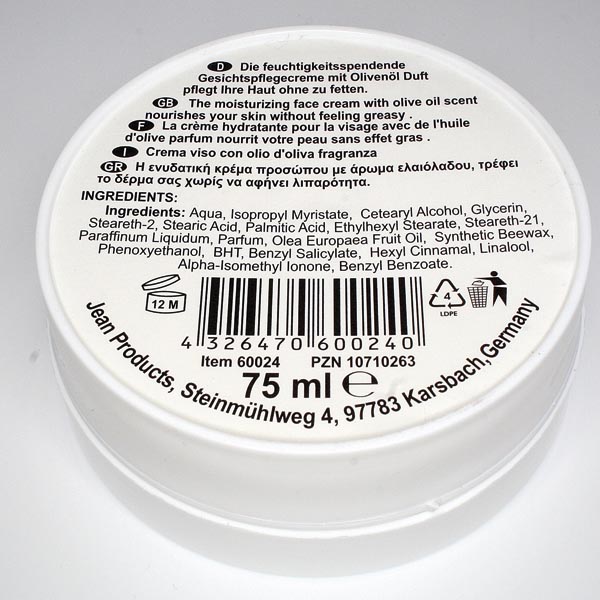 D Die feuchtigkeitsspendende
Gesichtspflegecreme mit Olivenöl Duft
pflegt Ihre Haut ohne zu fetten.
GB The moisturizing face cream with olive oil scent
nourishes your skin without feeling greasy .
F La crème hydratante pour la visage avec de l'huile
d'olive parfum nourrit votre peau sans effet gras .
I Crema viso con olio d'oliva fragranza
GR Η ενυδατική κρέμα προσώπου με άρωμα ελαιόλαδου, τρέφει
το δέρμα σας χωρίς να αφήνει λιπαρότητα.
INGREDIENTS:
Ingredients: Aqua, Isopropyl Myristate, Cetearyl Alcohol, Glycerin,
Steareth-2, Stearic Acid, Palmitic Acid, Ethylhexyl Stearate, Steareth-21,
Paraffinum Liquidum, Parfum, Olea Europaea Fruit Oil, Synthetic Beewax,
Phenoxyethanol, BHT, Benzyl Salicylate, Hexyl Cinnamal, Linalool,
Alpha-Isomethyl Ionone, Benzyl Benzoate.
12 M
4
LDPE
4 326470 600240
Item 60024 PZN 10710263
75 ml e
Jean Products, Steinmühlweg 4, 97783 Karsbach,Germany